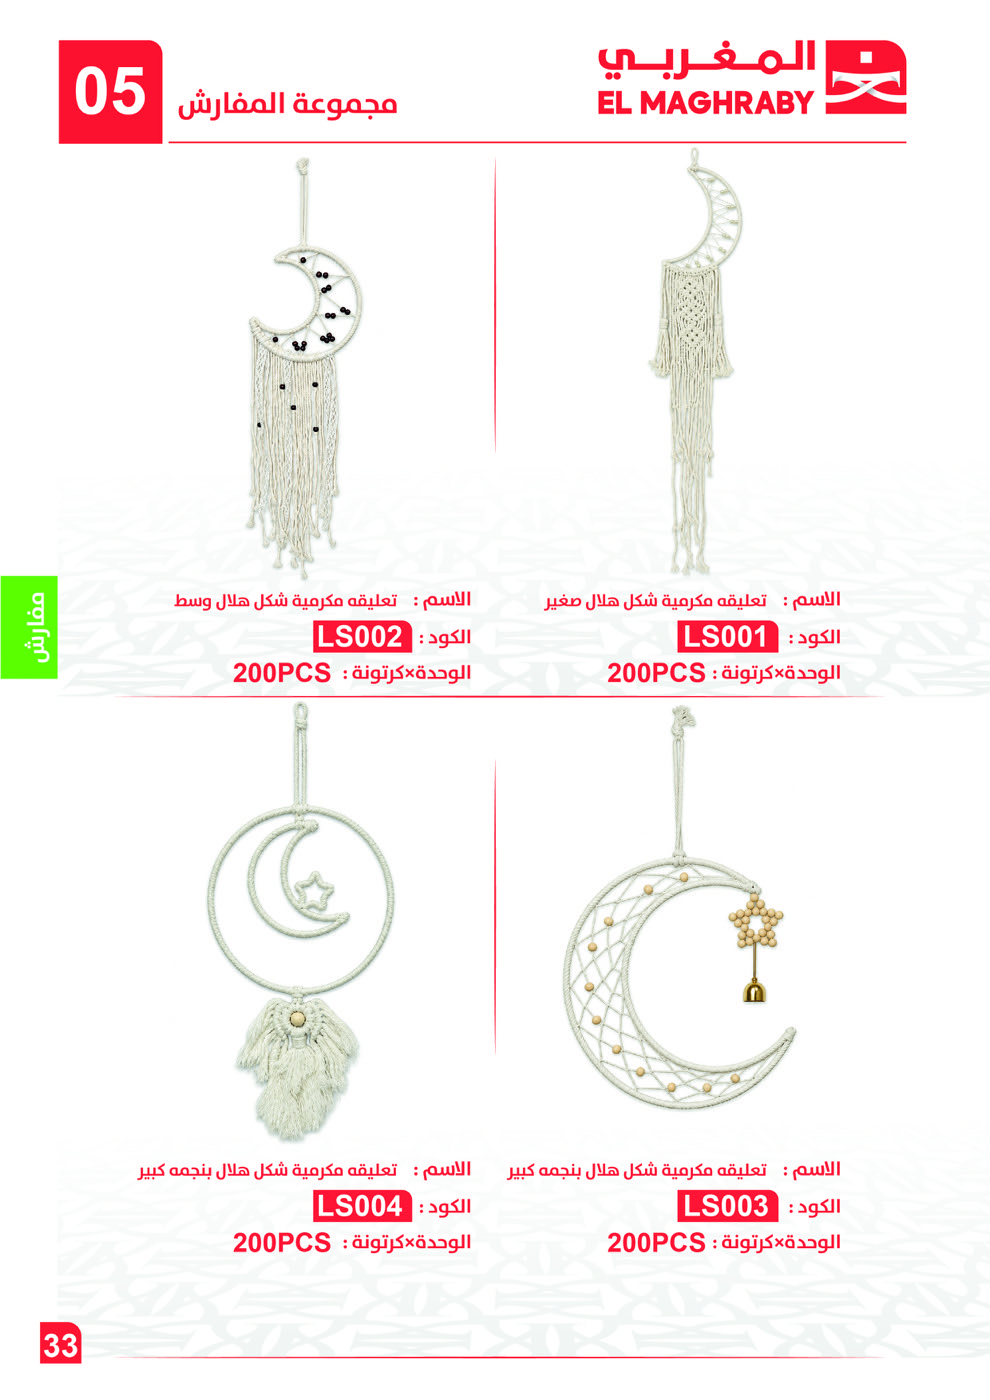 المغربي
EL MAGHRABY
05
مجموعة المفارش
الاسم : تعليقه مكرمية شكل هلال صغير
الكود : LS001
الوحدة×كرتونة : 200PCS
الاسم : تعليقه مكرمية شكل هلال وسط
الكود : LS002
الوحدة×كرتونة : 200PCS
مفارش
الاسم : تعليقه مكرمية شكل هلال بنجمه كبير
الكود : LS003
الوحدة×كرتونة : 200PCS
الاسم : تعليقه مكرمية شكل هلال بنجمه كبير
الكود : LS004
الوحدة×كرتونة : 200PCS
33